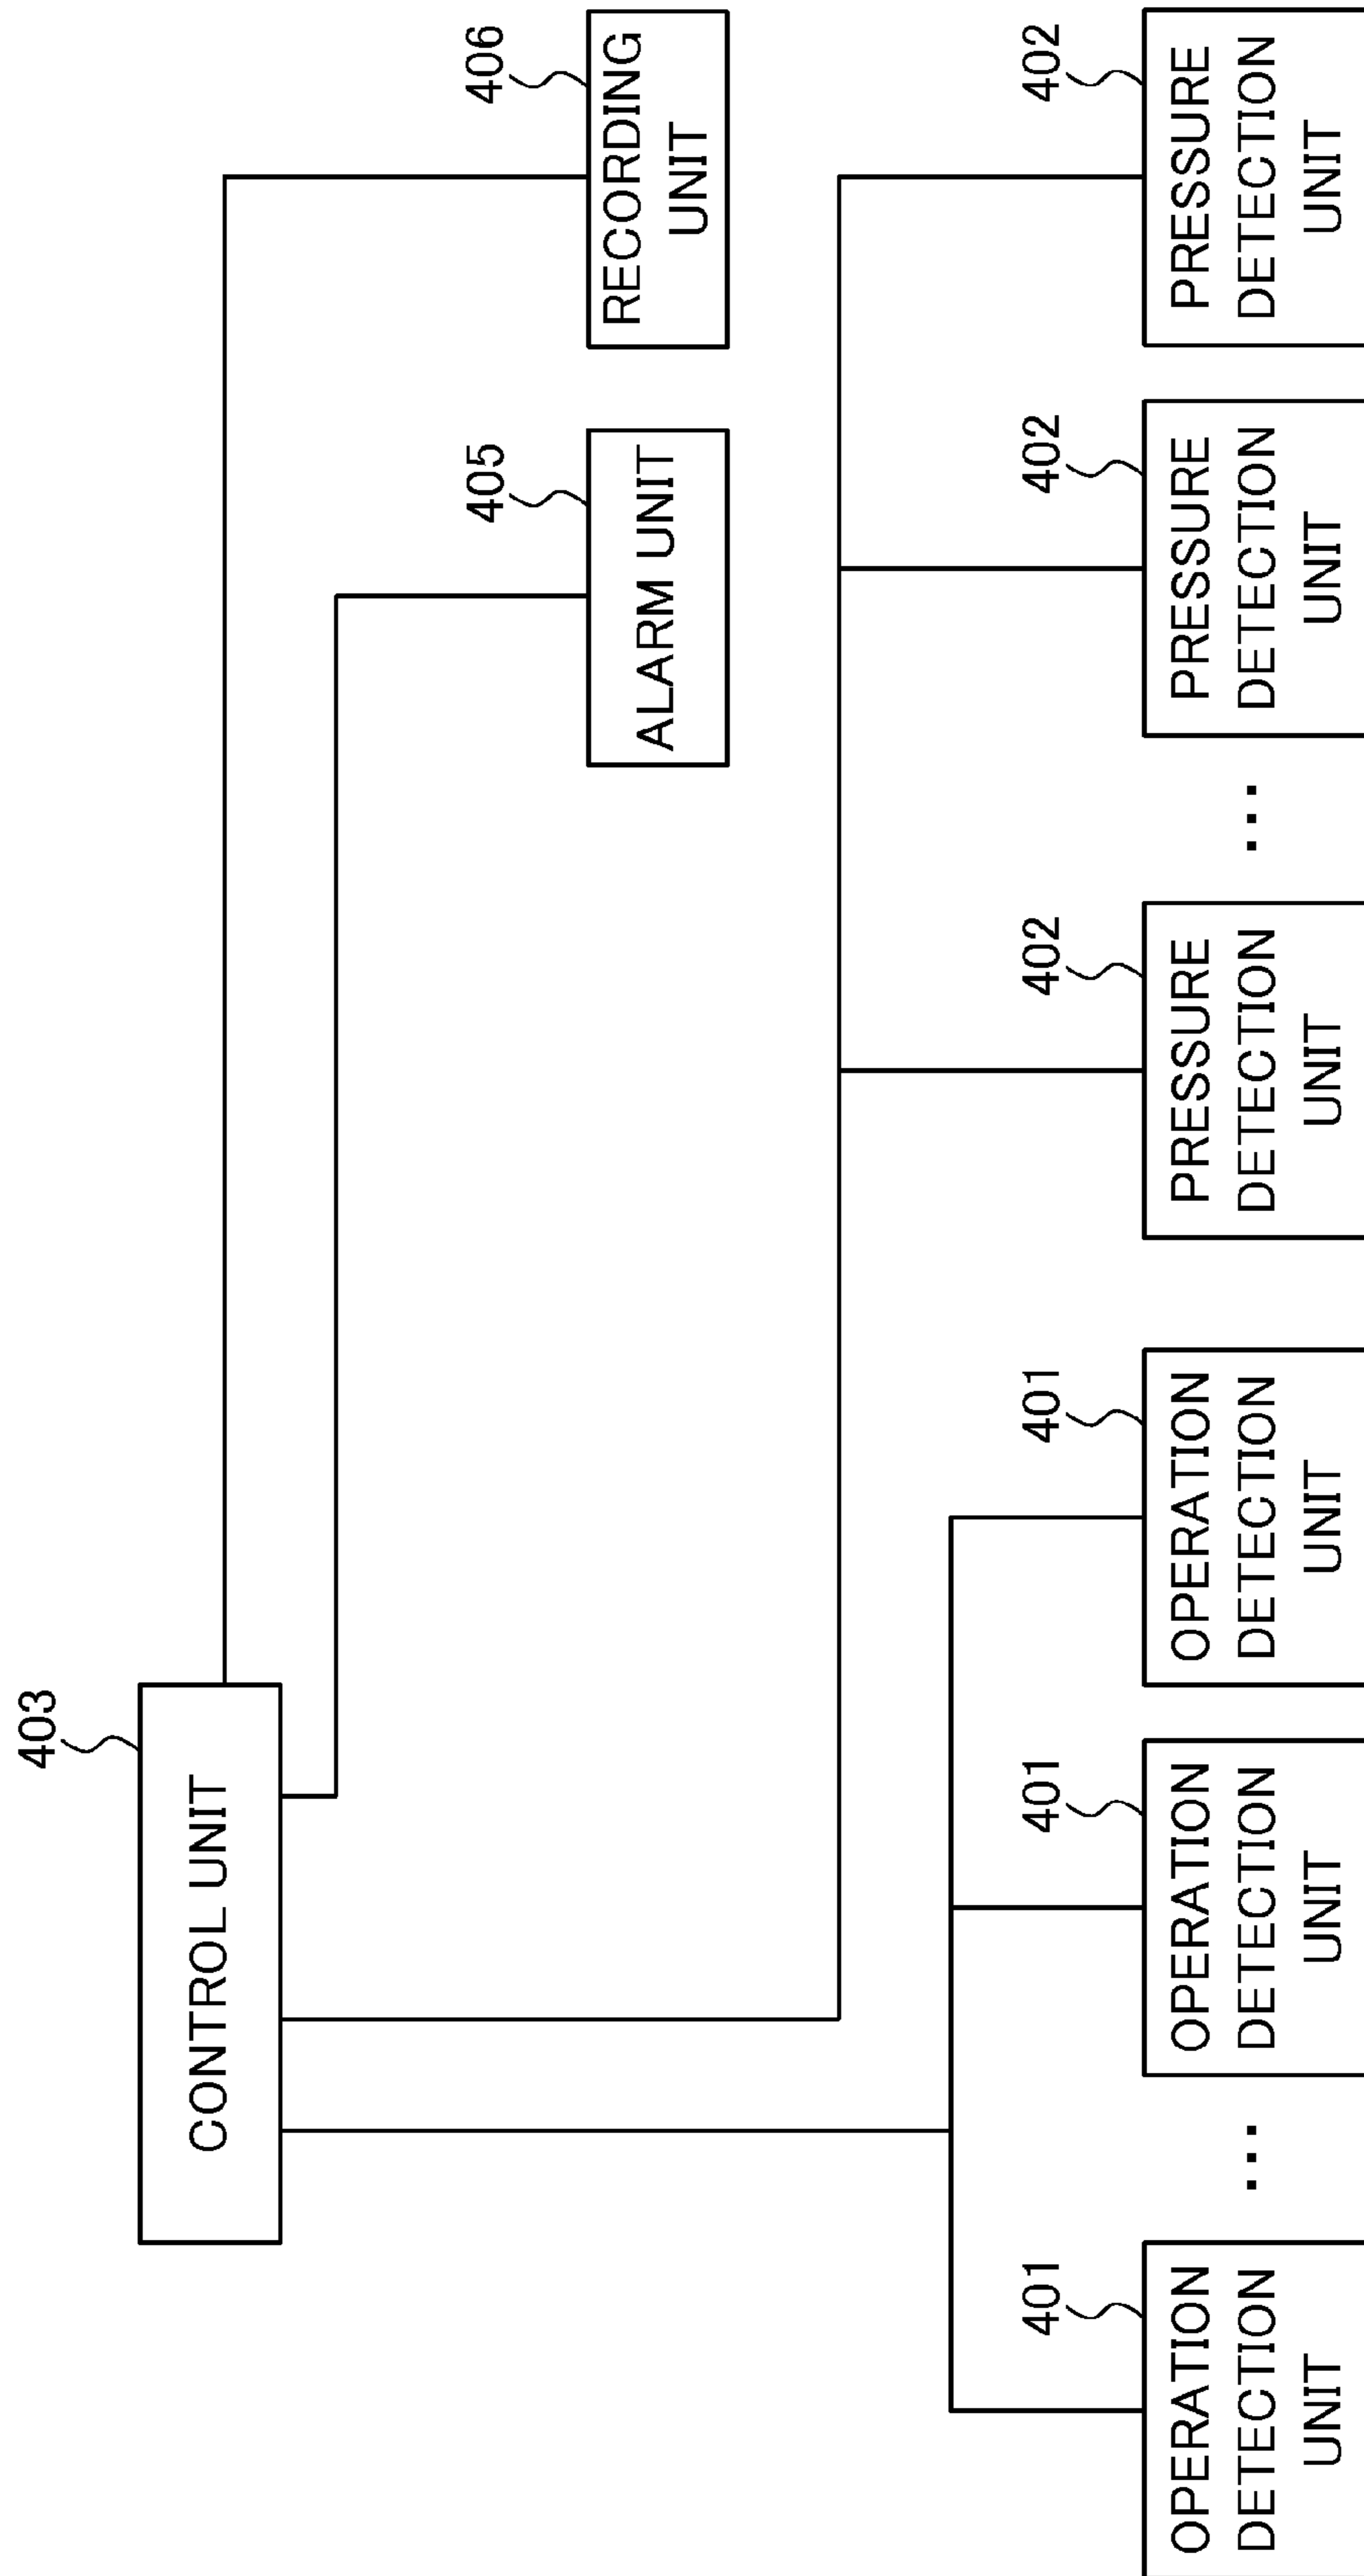 403
CONTROL UNIT
406
RECORDING
UNIT
405
ALARM UNIT
401
OPERATION
DETECTION
UNIT
...
401
OPERATION
DETECTION
UNIT
401
OPERATION
DETECTION
UNIT
402
PRESSURE
DETECTION
UNIT
...
402
PRESSURE
DETECTION
UNIT
402
PRESSURE
DETECTION
UNIT